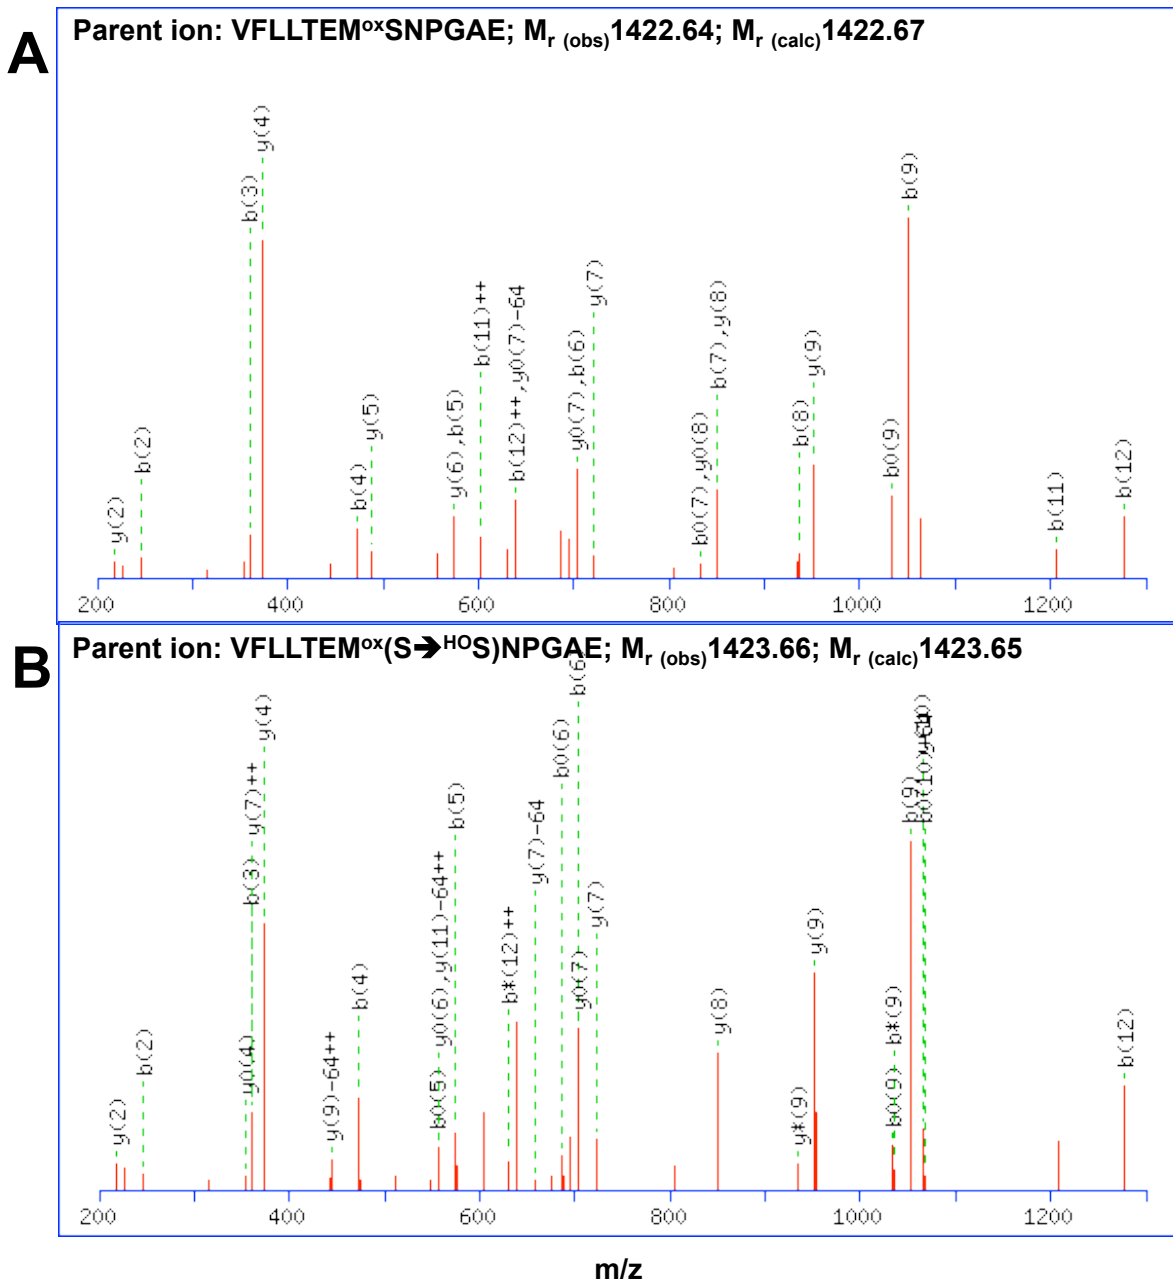 A
Parent ion: VFLLTEMᵒˣSNPGAE; Mr (obs)1422.64; Mr (calc)1422.67
y(2)
b(2)
b(3)
y(4)
b(4)
y(5)
y(6),b(5)
b(11)++
b(12)++,y0(7)-64
y0(7),b(6)
y(7)
b0(7),y0(8)
b(7),y(8)
b(8)
y(9)
b0(9)
b(9)
b(11)
b(12)
200 400 600 800 1000 1200
B
Parent ion: VFLLTEMᵒˣ(S➔ᴴᴼS)NPGAE; Mr (obs)1423.66; Mr (calc)1423.65
y(2)
b(2)
y0(4)
b(3)
y(7)++
y(4)
y(9)-64++
b(4)
b0(5)
y0(6),y(11)-64++
b(5)
b*(12)++
y(7)-64
b0(6)
b(6)
y0(7)
y(7)
y(8)
y*(9)
y(9)
b0(9)
b*(9)
b(9)
b(12)
200 400 600 800 1000 1200
m/z